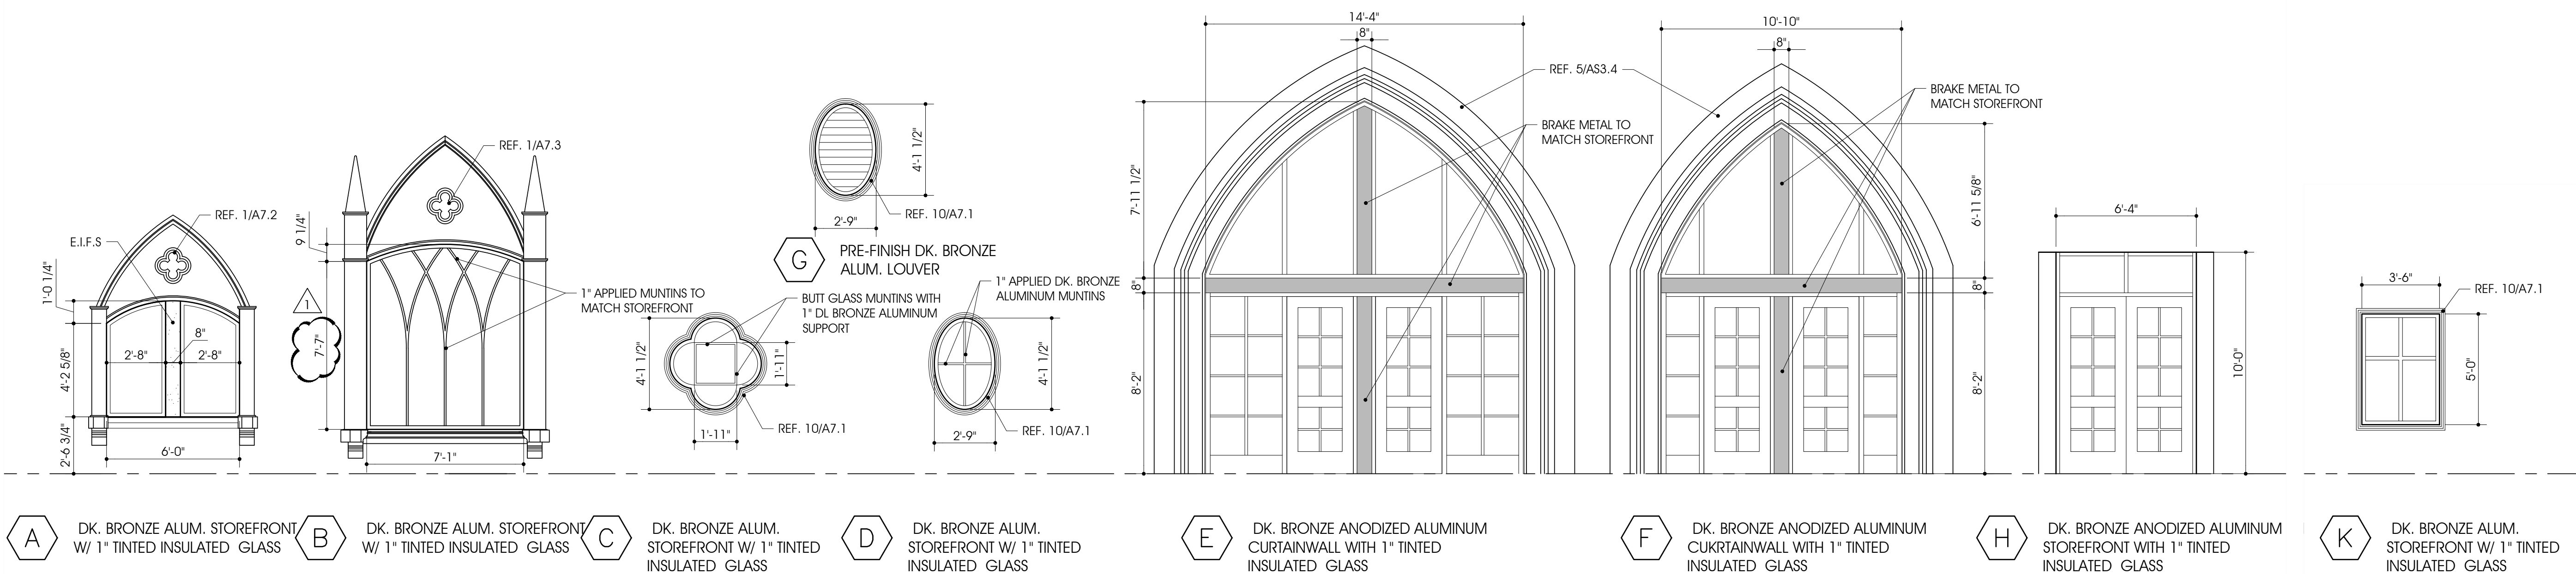 REF. 1/A7.2
E.I.F.S
1'-0 1/4"
4'-2 5/8"
2'-6 3/4"
2'-8"
8"
2'-8"
6'-0"
A
DK. BRONZE ALUM. STOREFRONT
W/ 1" TINTED INSULATED GLASS
REF. 1/A7.3
9 1/4"
1
7'-7"
1" APPLIED MUNTINS TO
MATCH STOREFRONT
7'-1"
B
DK. BRONZE ALUM. STOREFRONT
W/ 1" TINTED INSULATED GLASS
4'-1 1/2"
2'-9"
REF. 10/A7.1
G
PRE-FINISH DK. BRONZE
ALUM. LOUVER
BUTT GLASS MUNTINS WITH
1" DL BRONZE ALUMINUM
SUPPORT
4'-1 1/2"
1'-11"
1'-11"
REF. 10/A7.1
C
DK. BRONZE ALUM.
STOREFRONT W/ 1" TINTED
INSULATED GLASS
1" APPLIED DK. BRONZE
ALUMINUM MUNTINS
4'-1 1/2"
2'-9"
REF. 10/A7.1
D
DK. BRONZE ALUM.
STOREFRONT W/ 1" TINTED
INSULATED GLASS
14'-4"
8"
REF. 5/AS3.4
BRAKE METAL TO
MATCH STOREFRONT
7'-11 1/2"
8"
8'-2"
E
DK. BRONZE ANODIZED ALUMINUM
CURTAINWALL WITH 1" TINTED
INSULATED GLASS
10'-10"
8"
BRAKE METAL TO
MATCH STOREFRONT
6'-11 5/8"
8"
8'-2"
F
DK. BRONZE ANODIZED ALUMINUM
CUKRTAINWALL WITH 1" TINTED
INSULATED GLASS
6'-4"
10'-0"
H
DK. BRONZE ANODIZED ALUMINUM
STOREFRONT WITH 1" TINTED
INSULATED GLASS
3'-6"
REF. 10/A7.1
5'-0"
K
DK. BRONZE ALUM.
STOREFRONT W/ 1" TINTED
INSULATED GLASS